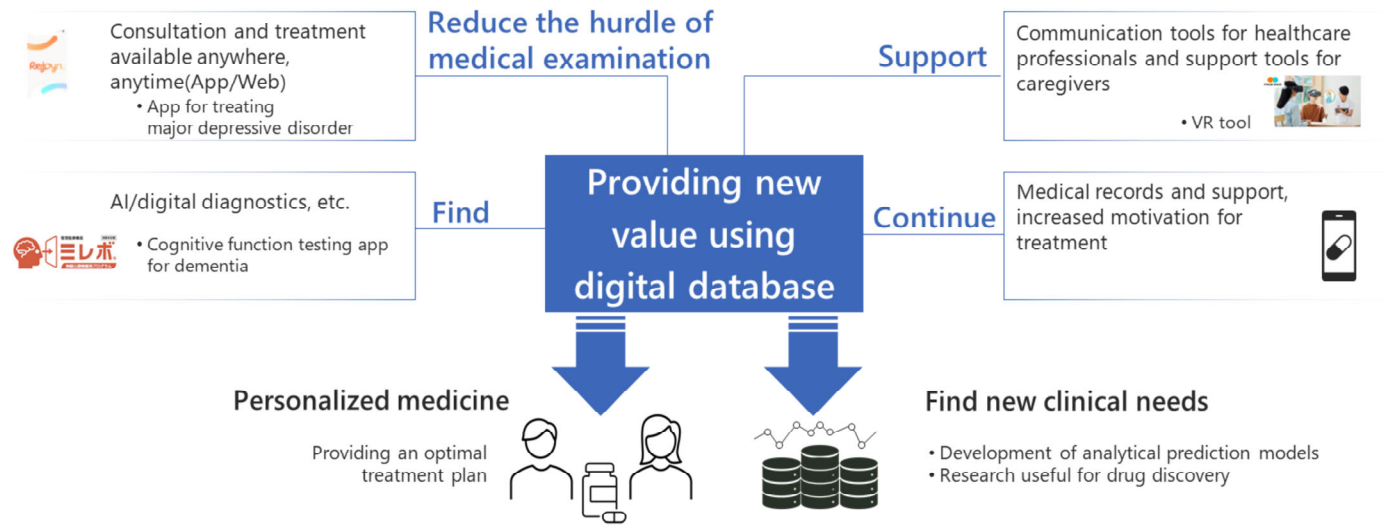 Reduce the hurdle of
medical examination
Consultation and treatment
available anywhere,
anytime(App/Web)
• App for treating
major depressive disorder
Rejoyn
Support
Communication tools for healthcare
professionals and support tools for
caregivers
• VR tool
AI/digital diagnostics, etc.
• Cognitive function testing app
for dementia
ミレボ
Find
Providing new
value using
digital database
Continue
Medical records and support,
increased motivation for
treatment
Personalized medicine
Providing an optimal
treatment plan
Find new clinical needs
• Development of analytical prediction models
• Research useful for drug discovery